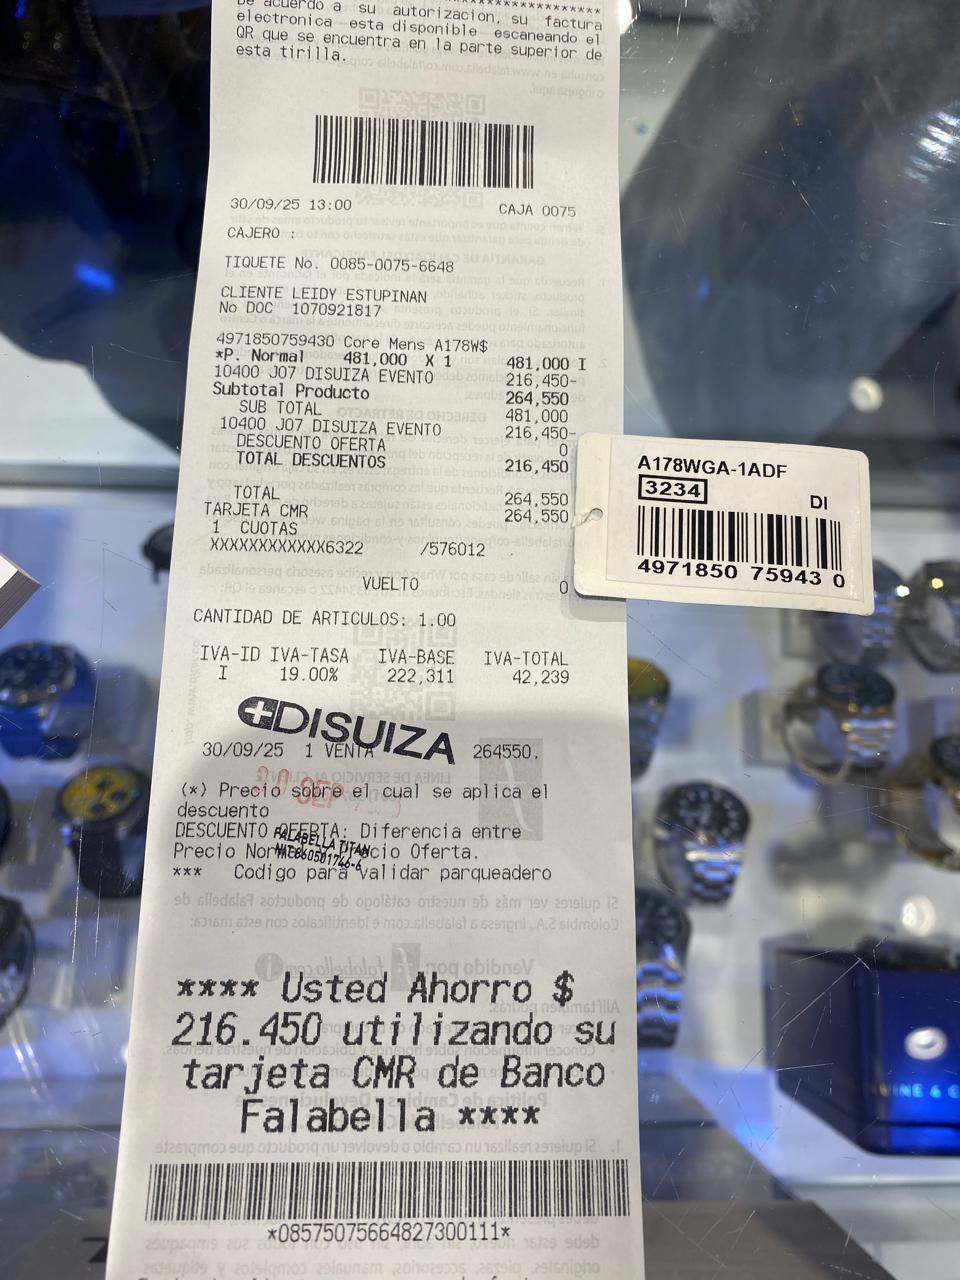 De acuerdo a su autorizacion, su factura
electronica esta disponible escaneando el
QR que se encuentra en la parte superior de
esta tirilla.
30/09/25 13:00 CAJA 0075
CAJERO :
TIQUETE No. 0085-0075-6648
CLIENTE LEIDY ESTUPINAN
No DOC 1070921817
4971850759430 Core Mens A178W$
*P. Normal 481,000 X 1 481,000 I
10400 J07 DISUIZA EVENTO 216,450-
Subtotal Producto 264,550
SUB TOTAL 481,000
10400 J07 DISUIZA EVENTO 216,450-
DESCUENTO OFERTA 0
TOTAL DESCUENTOS 216,450
TOTAL 264,550
TARJETA CMR 264,550
1 CUOTAS
XXXXXXXXXXXX6322 /576012
VUELTO 0
CANTIDAD DE ARTICULOS: 1.00
IVA-ID IVA-TASA IVA-BASE IVA-TOTAL
I 19.00% 222,311 42,239
DISUIZA
30/09/25 1 VENTA 264550.
30 SEP 2025
(*) Precio sobre el cual se aplica el
descuento
DESCUENTO OFERTA: Diferencia entre
Precio Normal y Precio Oferta.
FALABELLA TITAN
NIT 860501746-4
*** Codigo para validar parqueadero
**** Usted Ahorro $
216.450 utilizando su
tarjeta CMR de Banco
Falabella ****
*08575075664827300111*
A178WGA-1ADF
3234 DI
4971850 75943 0